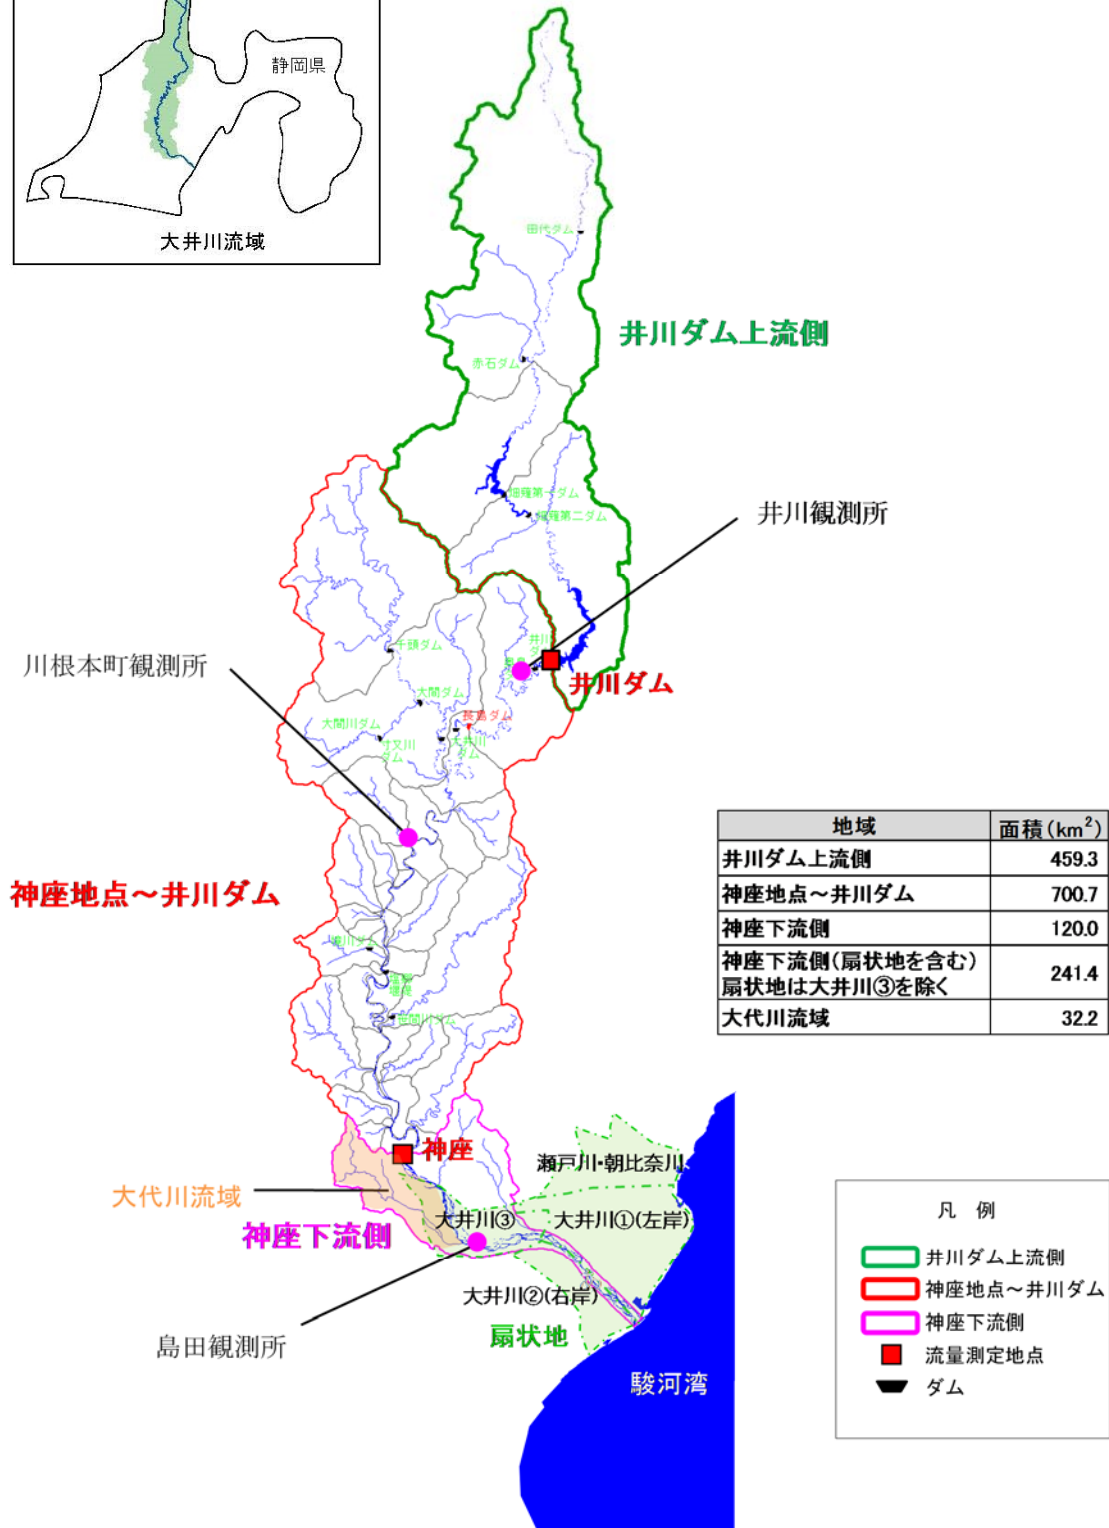 静岡県
大井川流域
田代ダム
井川ダム上流側
赤石ダム
畑薙第一ダム
畑薙第二ダム
井川観測所
千頭ダム
川根本町観測所
井川ダム
大間ダム
長島ダム
大間川ダム
寸又川
ダム
大井川
ダム
地域 面積(km²)
井川ダム上流側 459.3
神座地点~井川ダム 700.7
神座下流側 120.0
神座下流側(扇状地を含む)
扇状地は大井川③を除く 241.4
大代川流域 32.2
神座地点~井川ダム
笹間川ダム
神座
瀬戸川・朝比奈川
大代川流域
大井川③
大井川①(左岸)
神座下流側
大井川②(右岸)
扇状地
島田観測所
駿河湾
凡 例
井川ダム上流側
神座地点~井川ダム
神座下流側
流量測定地点
ダム